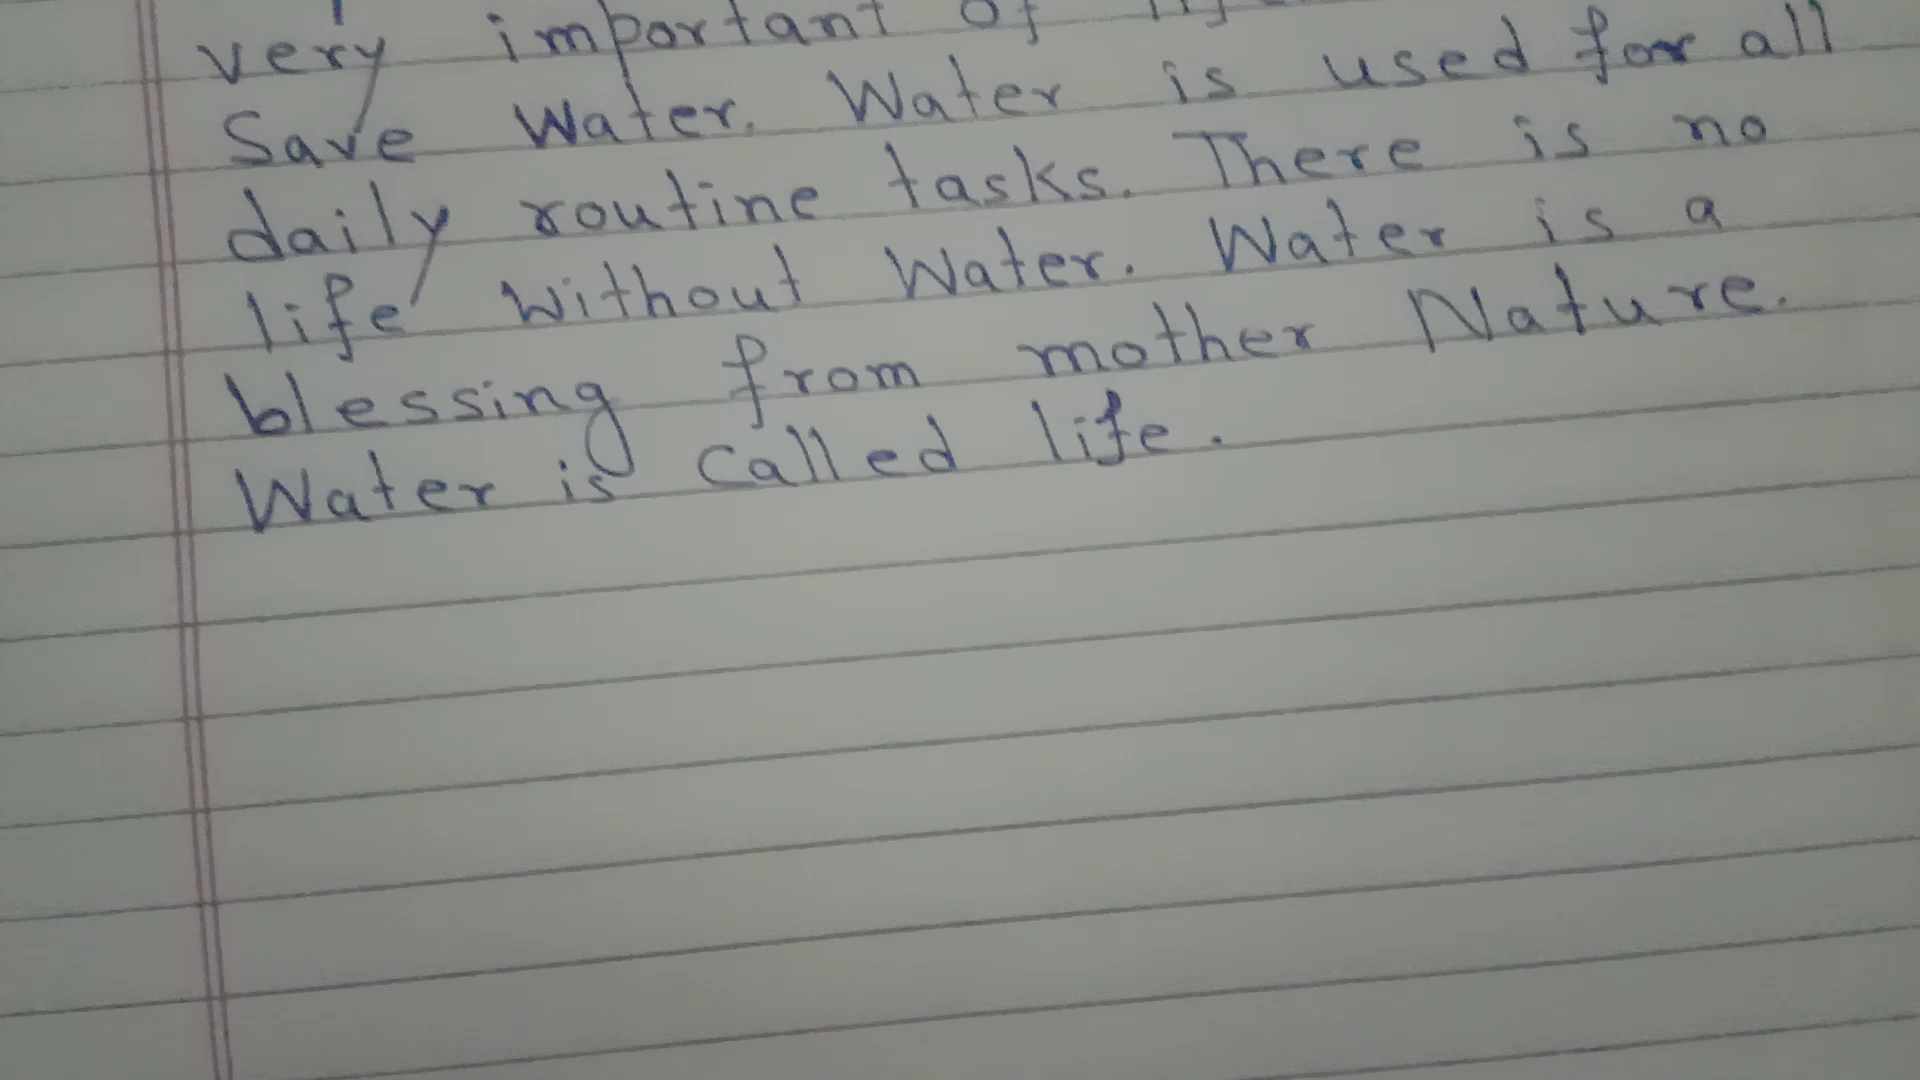 very important of
Save Water. Water is used for all
daily routine tasks. There is no
life Without Water. Water is a
blessing from mother Nature.
Water is called life.